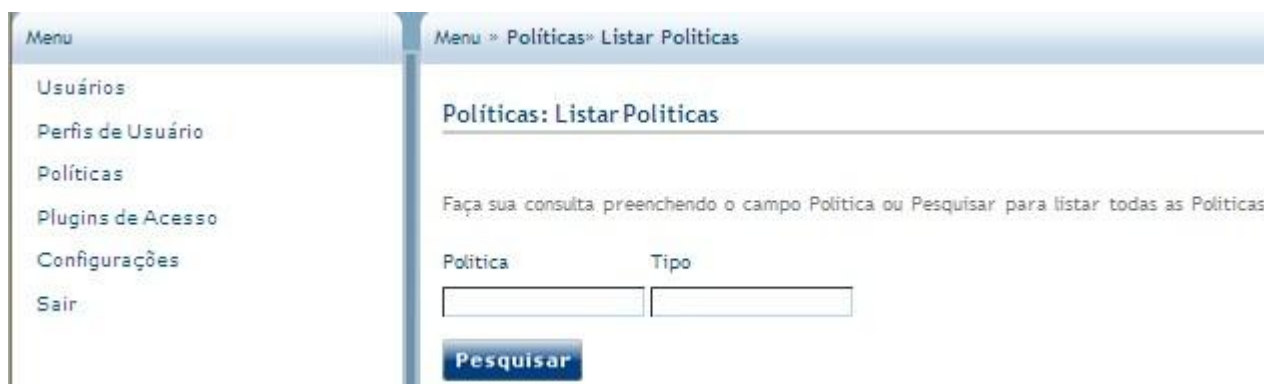 Menu
Usuários
Perfis de Usuário
Políticas
Plugins de Acesso
Configurações
Sair
Menu » Políticas» Listar Politicas
Políticas: Listar Politicas
Faça sua consulta preenchendo o campo Politica ou Pesquisar para listar todas as Politicas
Politica Tipo
Pesquisar